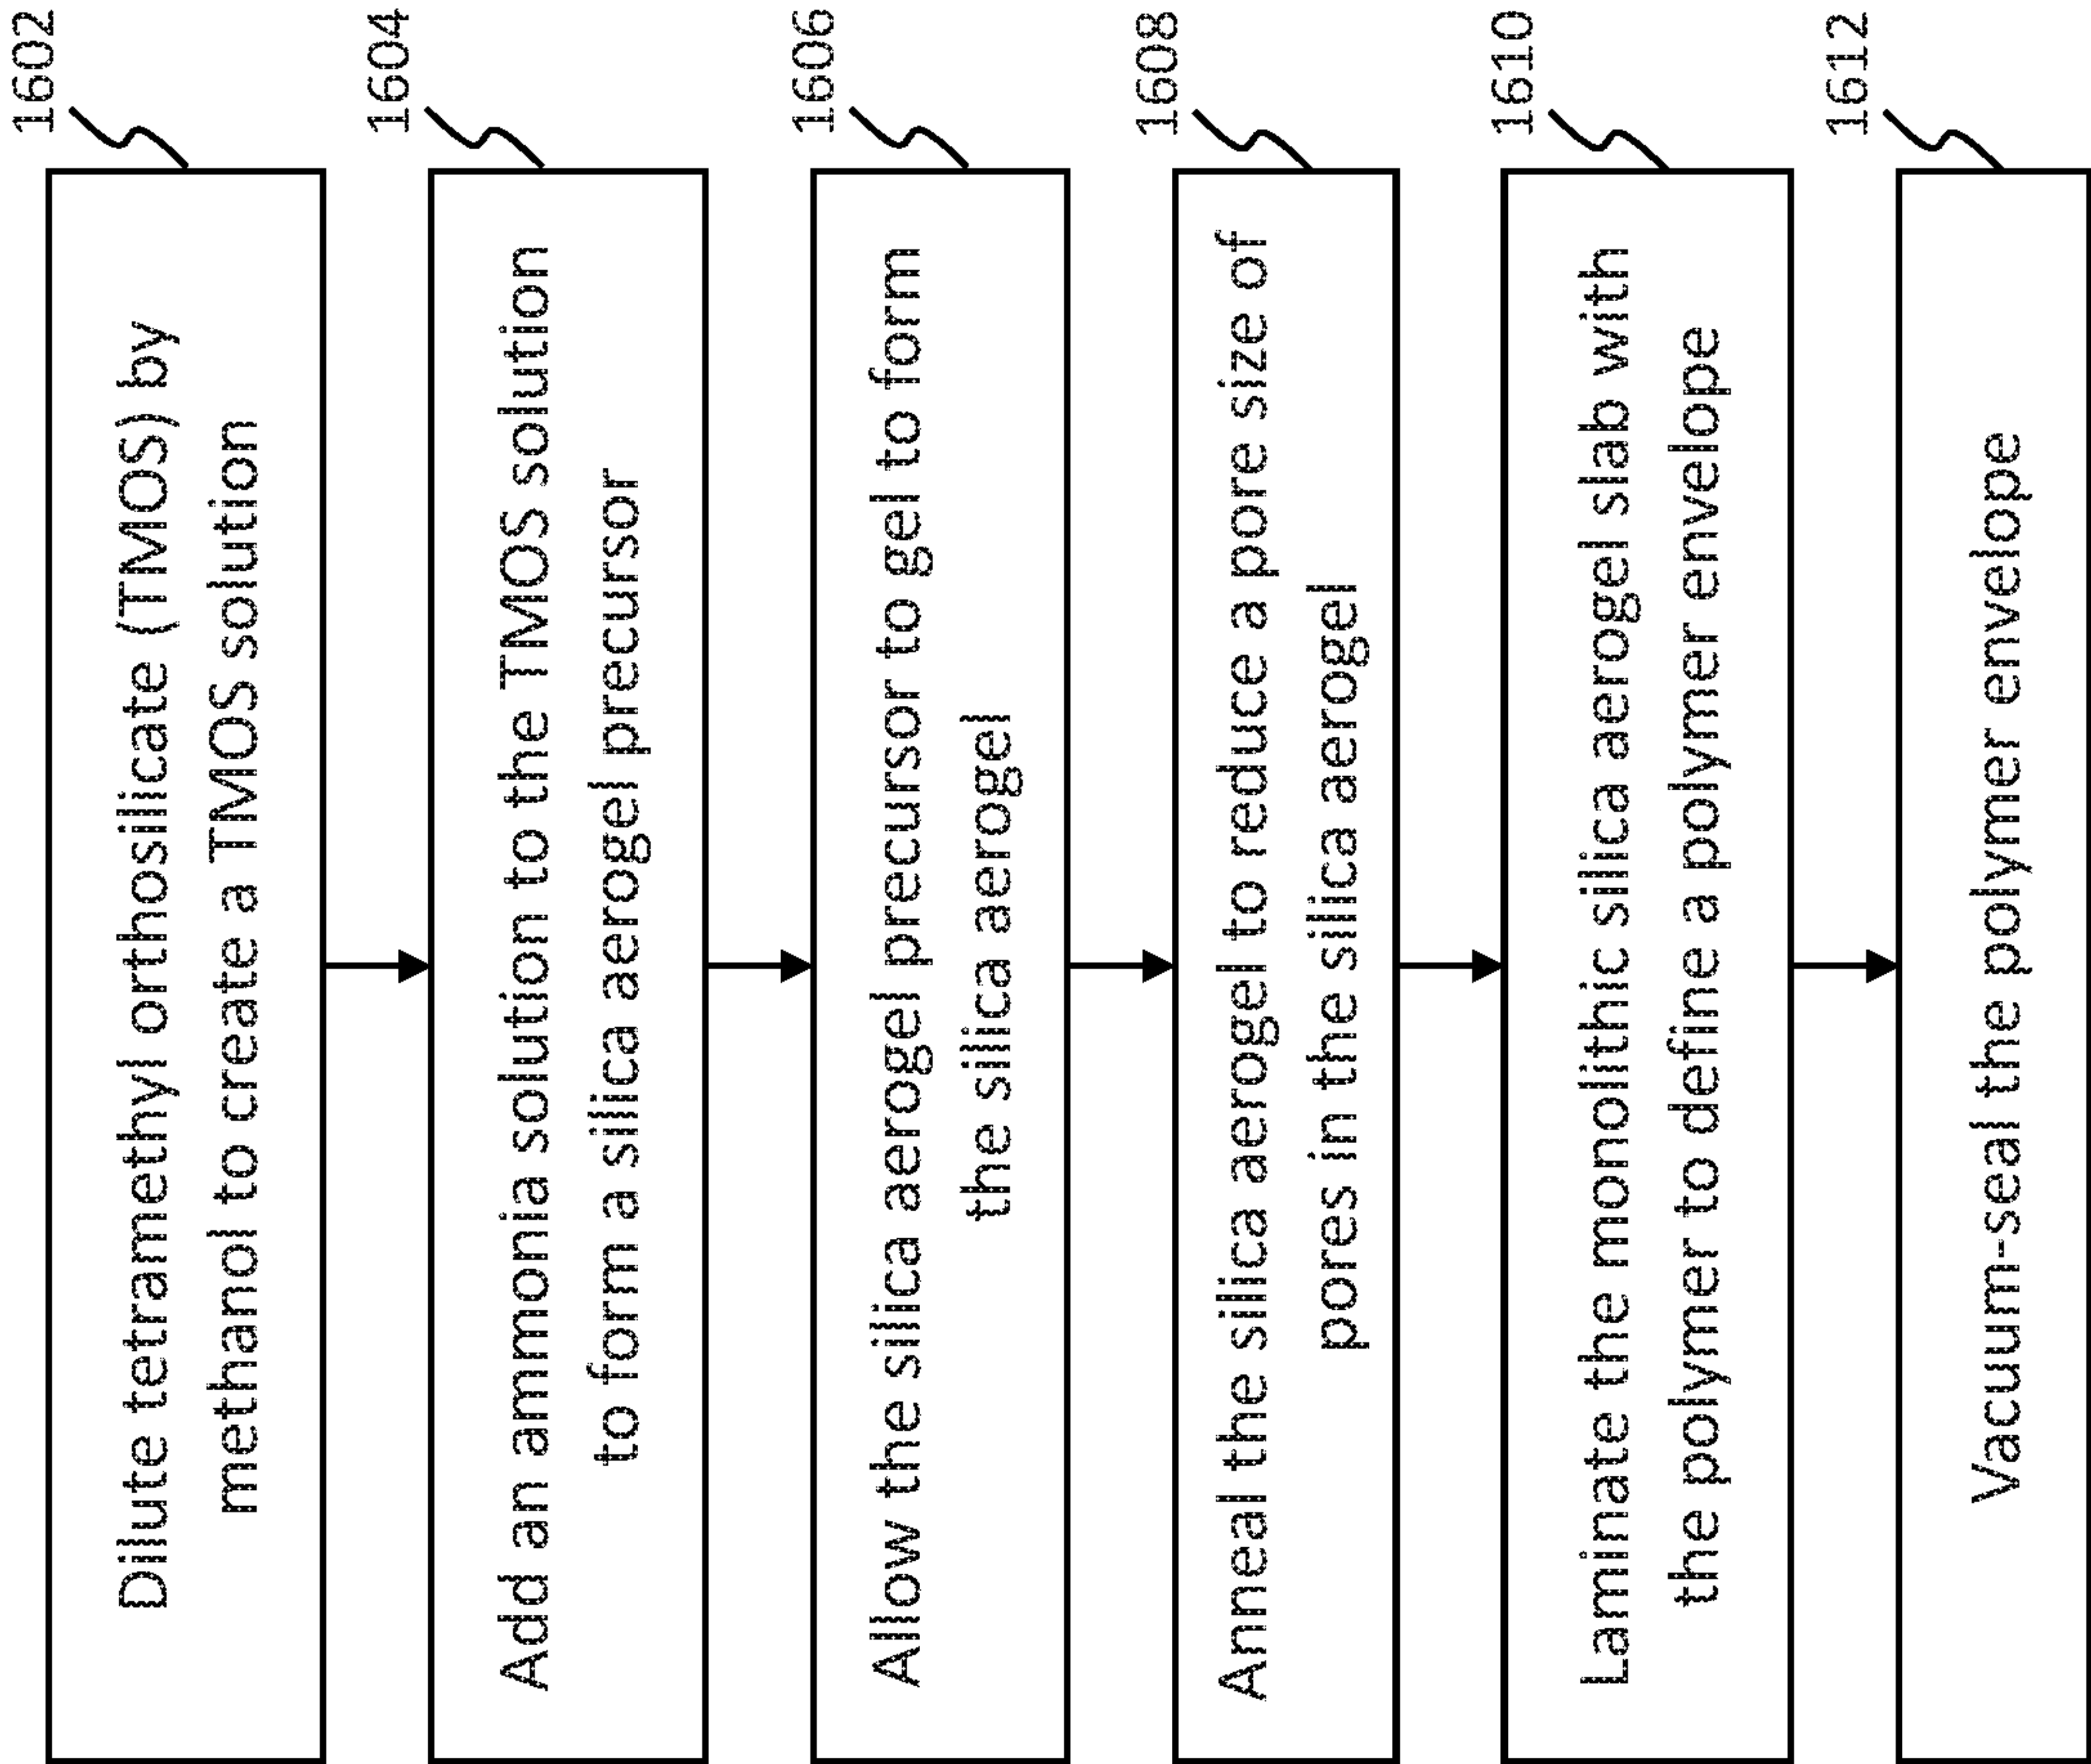 1602
Dilute tetramethyl orthosilicate (TMOS) by
methanol to create a TMOS solution
1604
Add an ammonia solution to the TMOS solution
to form a silica aerogel precursor
1606
Allow the silica aerogel precursor to gel to form
the silica aerogel
1608
Anneal the silica aerogel to reduce a pore size of
pores in the silica aerogel
1610
Laminate the monolithic silica aerogel slab with
the polymer to define a polymer envelope
1612
Vacuum-seal the polymer envelope